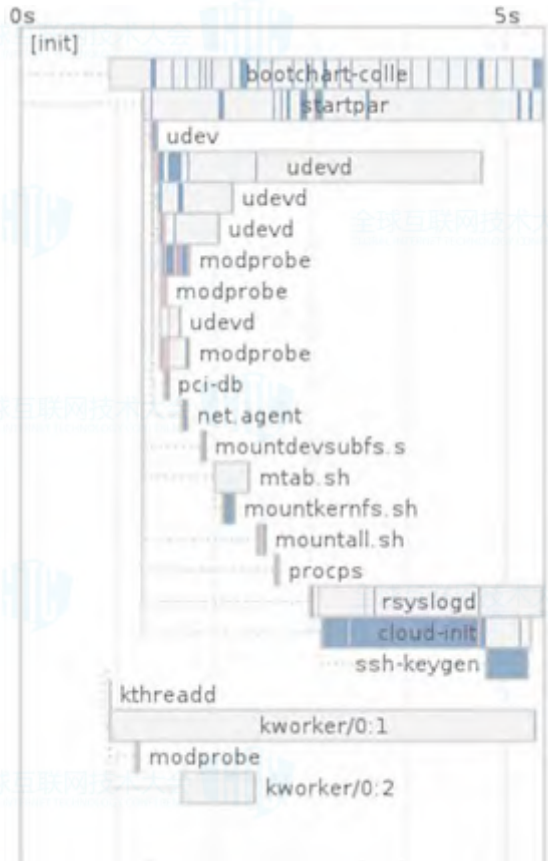 0s 5s
[init]
bootchart-colle
startpar
udev
udevd
udevd
udevd
modprobe
modprobe
udevd
modprobe
pci-db
net.agent
mountdevsubfs.s
mtab.sh
mountkernfs.sh
mountall.sh
procps
rsyslogd
cloud-init
ssh-keygen
kthreadd
kworker/0:1
modprobe
kworker/0:2